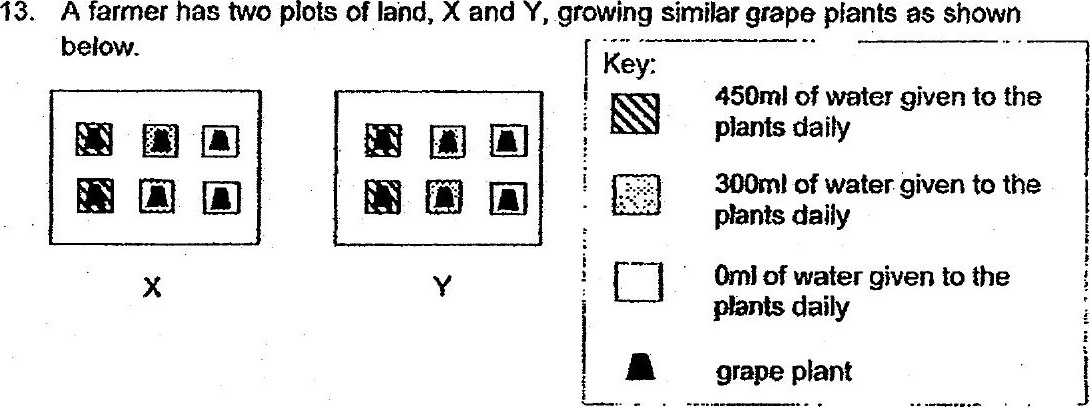 13. A farmer has two plots of land, X and Y, growing similar grape plants as shown
below.
Key:
450ml of water given to the
plants daily
300ml of water given to the
plants daily
0ml of water given to the
plants daily
grape plant
X
Y